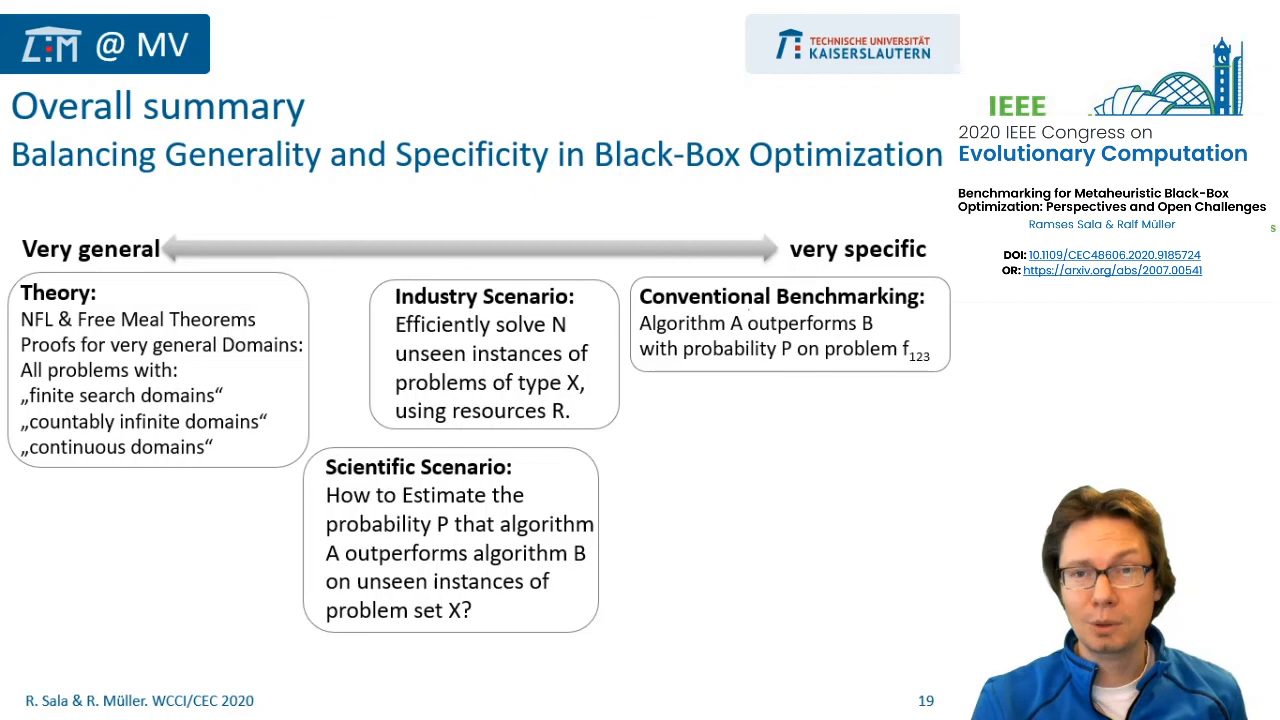 LEM @ MV
TECHNISCHE UNIVERSITÄT
KAISERSLAUTERN
Overall summary
Balancing Generality and Specificity in Black-Box Optimization
IEEE
2020 IEEE Congress on
Evolutionary Computation
Benchmarking for Metaheuristic Black-Box
Optimization: Perspectives and Open Challenges
Ramses Sala & Ralf Müller
s
DOI: 10.1109/CEC48606.2020.9185724
OR: https://arxiv.org/abs/2007.00541
Very general
very specific
Theory:
NFL & Free Meal Theorems
Proofs for very general Domains:
All problems with:
„finite search domains“
„countably infinite domains“
„continuous domains“
Industry Scenario:
Efficiently solve N
unseen instances of
problems of type X,
using resources R.
Conventional Benchmarking:
Algorithm A outperforms B
with probability P on problem f123
Scientific Scenario:
How to Estimate the
probability P that algorithm
A outperforms algorithm B
on unseen instances of
problem set X?
R. Sala & R. Müller. WCCI/CEC 2020
19